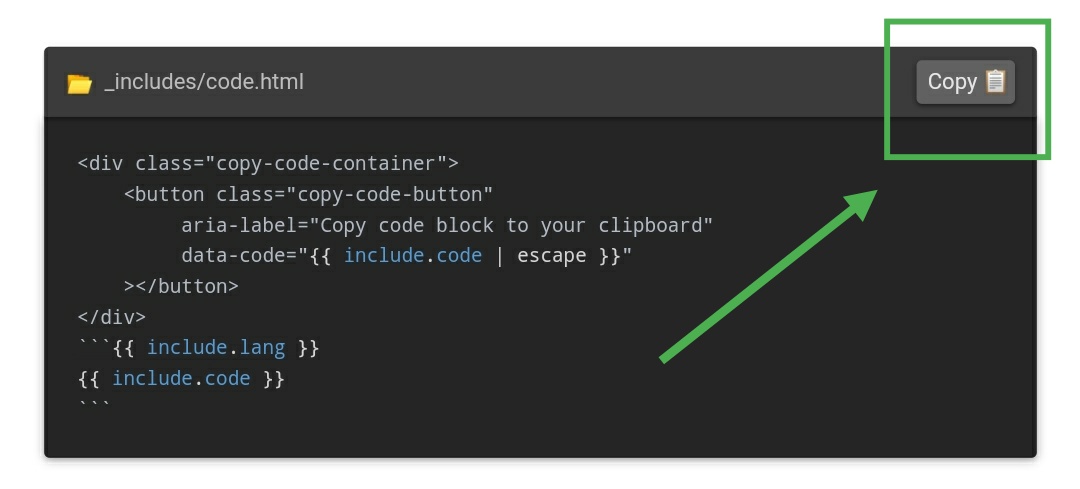 _includes/code.html
Copy
<div class="copy-code-container">
    <button class="copy-code-button"
         aria-label="Copy code block to your clipboard"
         data-code="{{ include.code | escape }}"
    ></button>
</div>
```{{ include.lang }}
{{ include.code }}
```